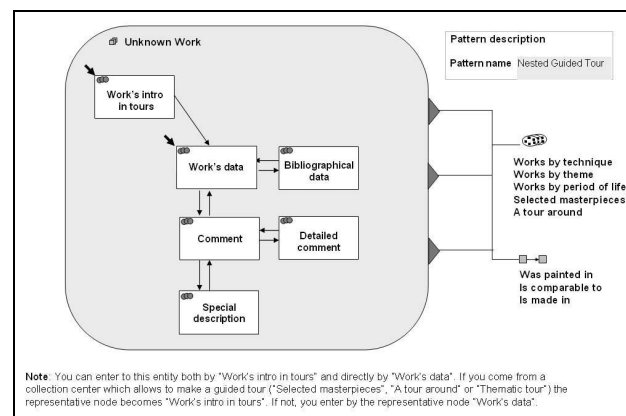 Unknown Work
Pattern description
Pattern name Nested Guided Tour
Work's intro
in tours
Work's data
Bibliographical
data
Comment
Detailed
comment
Special
description
Works by technique
Works by theme
Works by period of life
Selected masterpieces
A tour around
Was painted in
Is comparable to
Is made in
Note: You can enter to this entity both by "Work's intro in tours" and directly by "Work's data". If you come from a
collection center which allows to make a guided tour ("Selected masterpieces", "A tour around" or "Thematic tour") the
representative node becomes "Work's intro in tours". If not, you enter by the representative node "Work's data".